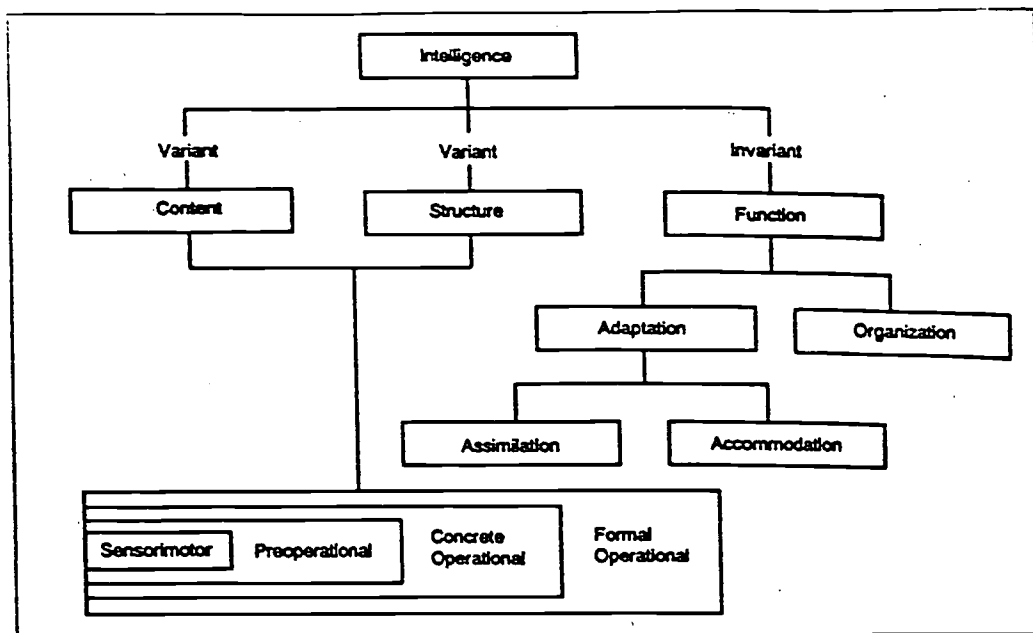 Intelligence
Variant
Variant
Invariant
Content
Structure
Function
Adaptation
Organization
Assimilation
Accommodation
Sensorimotor
Preoperational
Concrete
Operational
Formal
Operational